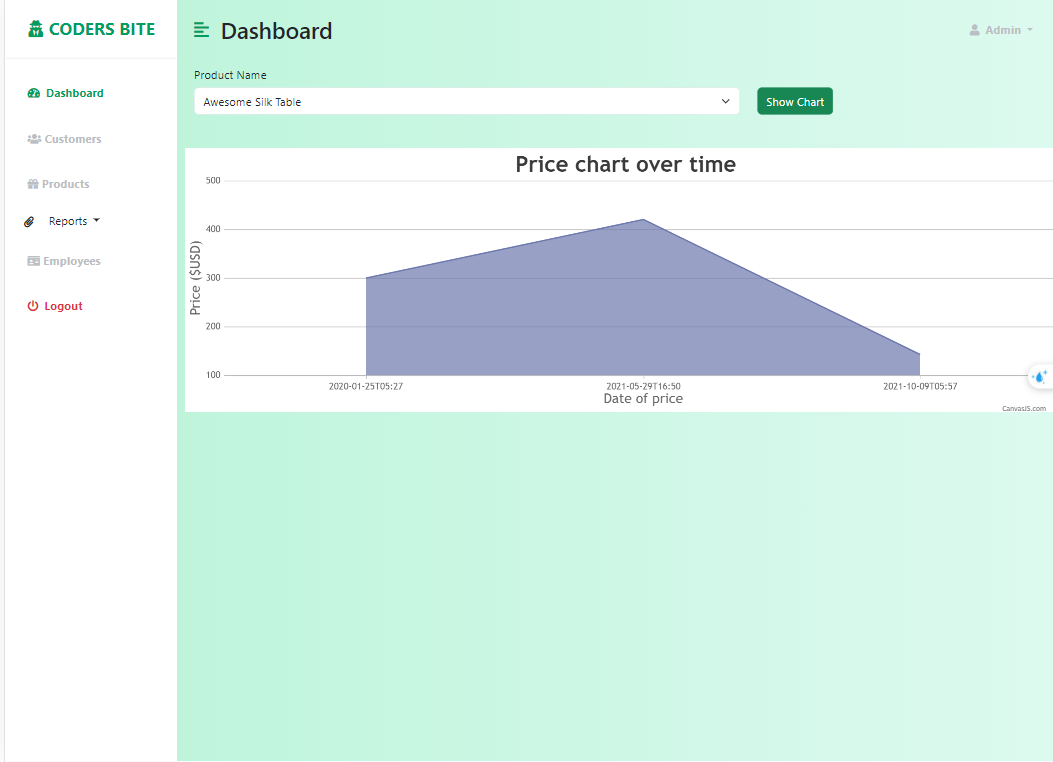 CODERS BITE
Dashboard
Admin
Dashboard
Customers
Products
Reports
Employees
Logout
Product Name
Awesome Silk Table
Show Chart
Price chart over time
Price ($USD)
500
400
300
200
100
2020-01-25T05:27
2021-05-29T16:50
2021-10-09T05:57
Date of price
CanvasJS.com